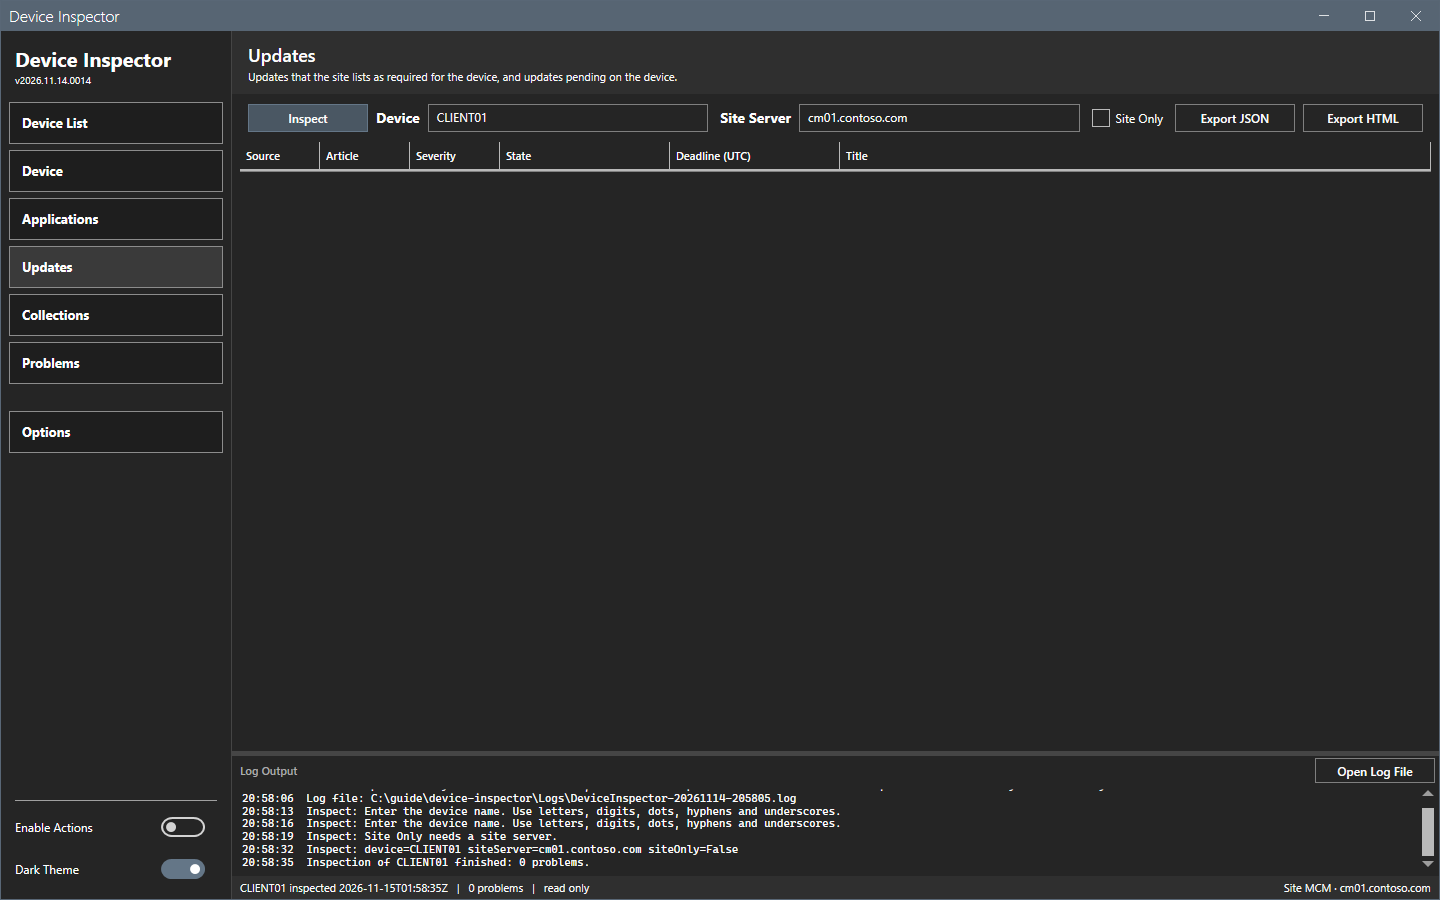 Device Inspector
Device Inspector
v2026.11.14.0014
Device List
Device
Applications
Updates
Collections
Problems
Options
Enable Actions
Dark Theme
Updates
Updates that the site lists as required for the device, and updates pending on the device.
Inspect Device CLIENT01 Site Server cm01.contoso.com Site Only Export JSON Export HTML
Source Article Severity State Deadline (UTC) Title
Log Output
Open Log File
20:58:06 Log file: C:\guide\device-inspector\Logs\DeviceInspector-20261114-205805.log
20:58:13 Inspect: Enter the device name. Use letters, digits, dots, hyphens and underscores.
20:58:16 Inspect: Enter the device name. Use letters, digits, dots, hyphens and underscores.
20:58:19 Inspect: Site Only needs a site server.
20:58:32 Inspect: device=CLIENT01 siteServer=cm01.contoso.com siteOnly=False
20:58:35 Inspection of CLIENT01 finished: 0 problems.
CLIENT01 inspected 2026-11-15T01:58:35Z | 0 problems | read only
Site MCM · cm01.contoso.com